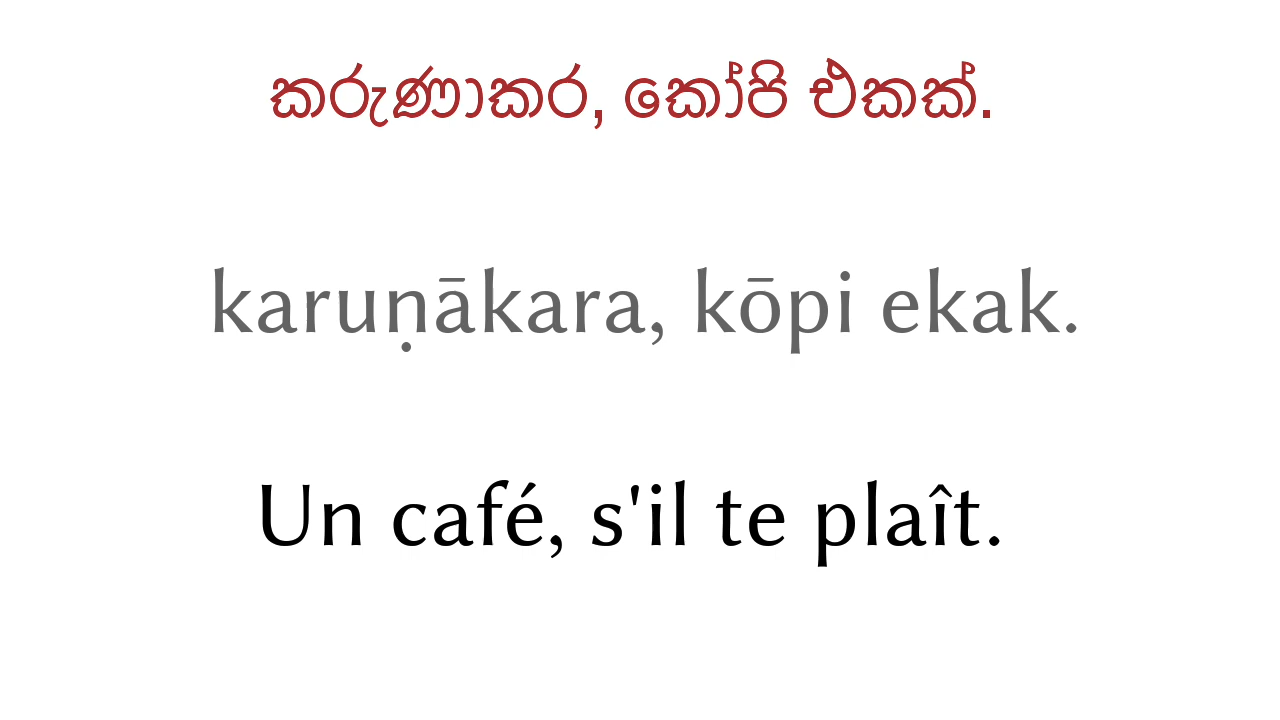 කරුණාකර, කෝපි එකක්.
karuṇākara, kōpi ekak.
Un café, s'il te plaît.